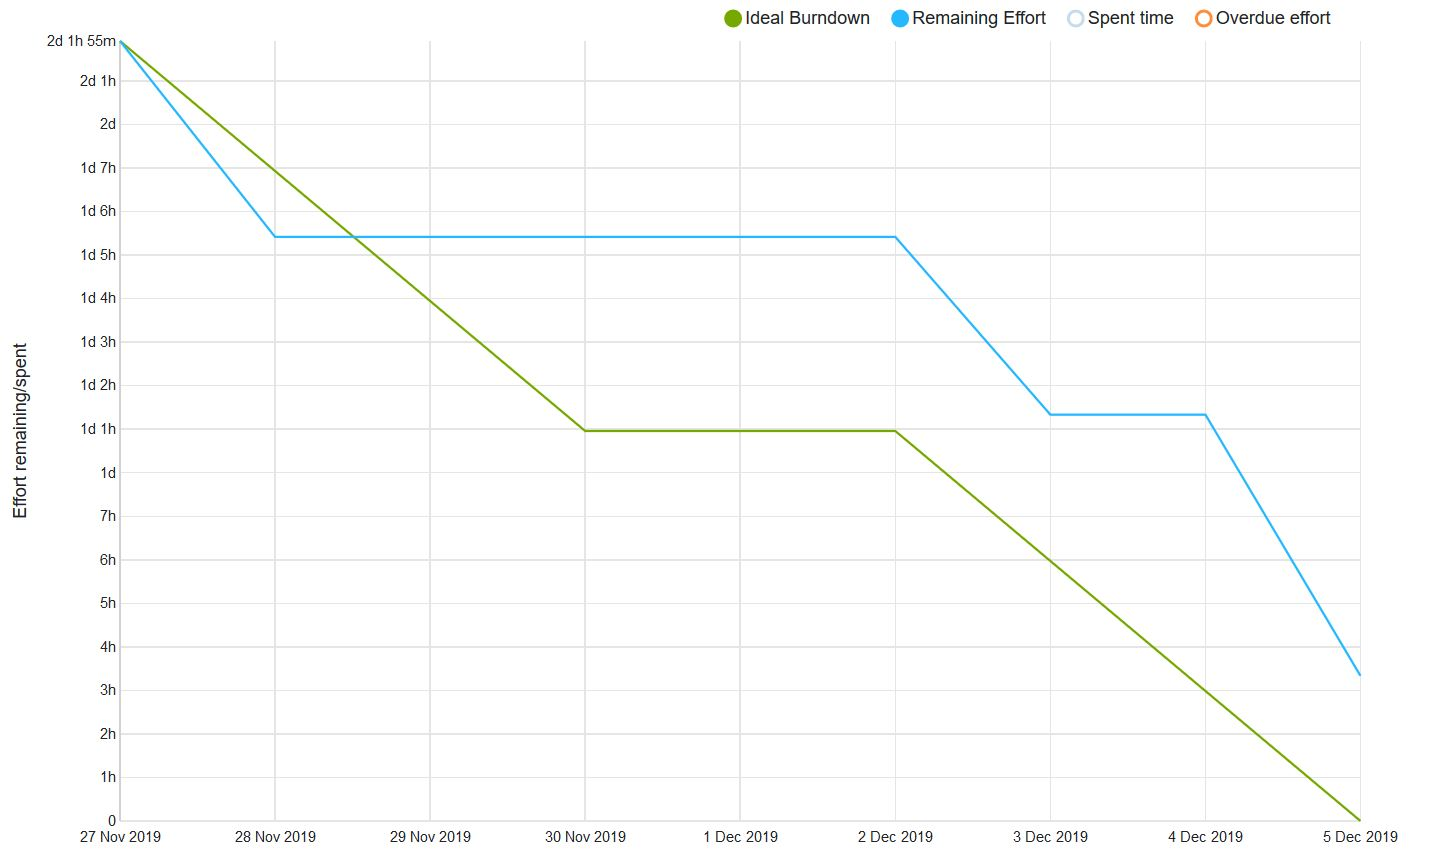 Ideal Burndown Remaining Effort Spent time Overdue effort
2d 1h 55m
2d 1h
2d
1d 7h
1d 6h
1d 5h
1d 4h
1d 3h
1d 2h
1d 1h
1d
7h
6h
5h
4h
3h
2h
1h
0
Effort remaining/spent
27 Nov 2019 28 Nov 2019 29 Nov 2019 30 Nov 2019 1 Dec 2019 2 Dec 2019 3 Dec 2019 4 Dec 2019 5 Dec 2019